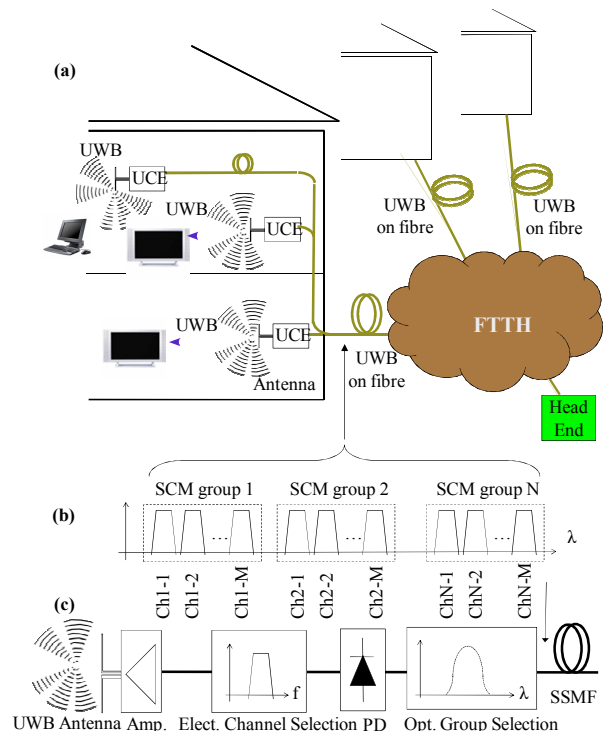 (a)
UWB
UCE
UWB
UCE
UWB
on fibre
UWB
on fibre
UWB
UCE
Antenna
UWB
on fibre
FTTH
Head
End
SCM group 1
SCM group 2
SCM group N
(b)
...
...
...
λ
Ch1-1
Ch1-2
Ch1-M
Ch2-1
Ch2-2
Ch2-M
ChN-1
ChN-2
ChN-M
(c)
f
λ
SSMF
UWB Antenna
Amp.
Elect. Channel Selection
PD
Opt. Group Selection